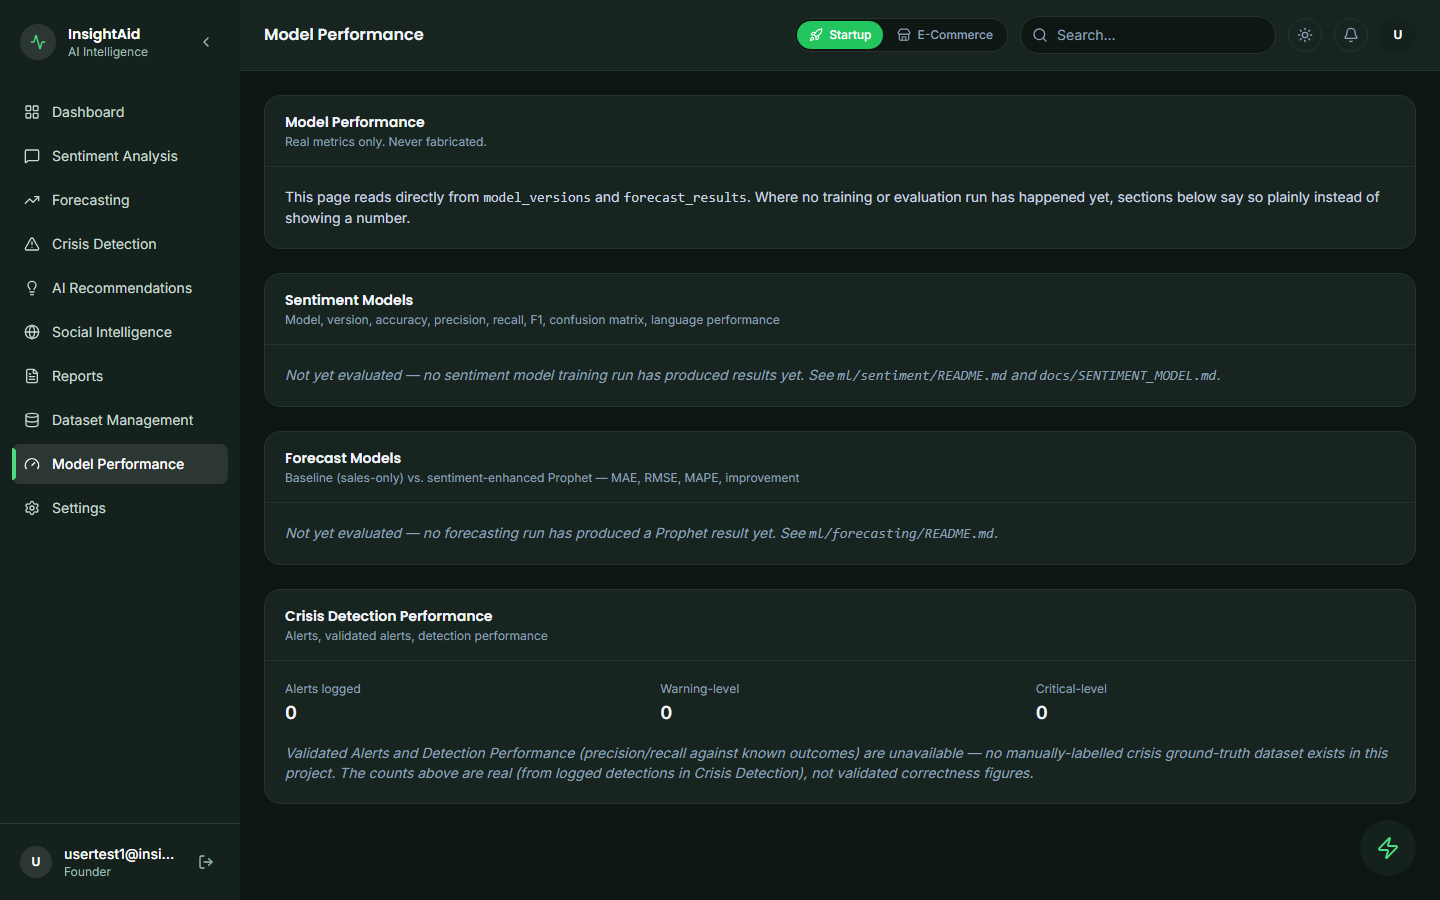 InsightAid
AI Intelligence
Dashboard
Sentiment Analysis
Forecasting
Crisis Detection
AI Recommendations
Social Intelligence
Reports
Dataset Management
Model Performance
Settings
U
usertest1@insi...
Founder
Model Performance
Startup
E-Commerce
Search...
U
Model Performance
Real metrics only. Never fabricated.
This page reads directly from model_versions and forecast_results. Where no training or evaluation run has happened yet, sections below say so plainly instead of
showing a number.
Sentiment Models
Model, version, accuracy, precision, recall, F1, confusion matrix, language performance
Not yet evaluated — no sentiment model training run has produced results yet. See ml/sentiment/README.md and docs/SENTIMENT_MODEL.md.
Forecast Models
Baseline (sales-only) vs. sentiment-enhanced Prophet — MAE, RMSE, MAPE, improvement
Not yet evaluated — no forecasting run has produced a Prophet result yet. See ml/forecasting/README.md.
Crisis Detection Performance
Alerts, validated alerts, detection performance
Alerts logged
0
Warning-level
0
Critical-level
0
Validated Alerts and Detection Performance (precision/recall against known outcomes) are unavailable — no manually-labelled crisis ground-truth dataset exists in this
project. The counts above are real (from logged detections in Crisis Detection), not validated correctness figures.